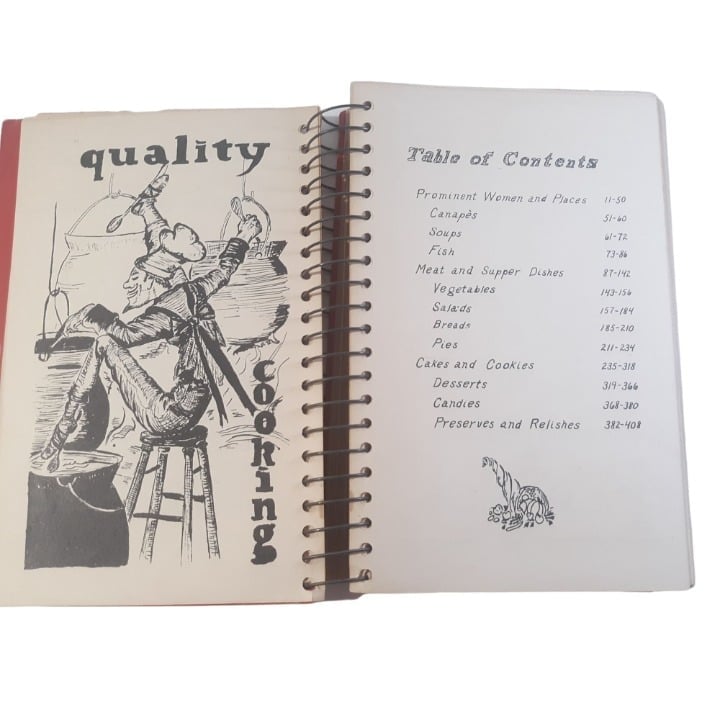 quality
cooking
Table of Contents
Prominent Women and Places 11-50
Canapès 51-60
Soups 61-72
Fish 73-86
Meat and Supper Dishes 87-142
Vegetables 143-156
Salads 157-184
Breads 185-210
Pies 211-234
Cakes and Cookies 235-318
Desserts 319-366
Candies 368-380
Preserves and Relishes 382-408